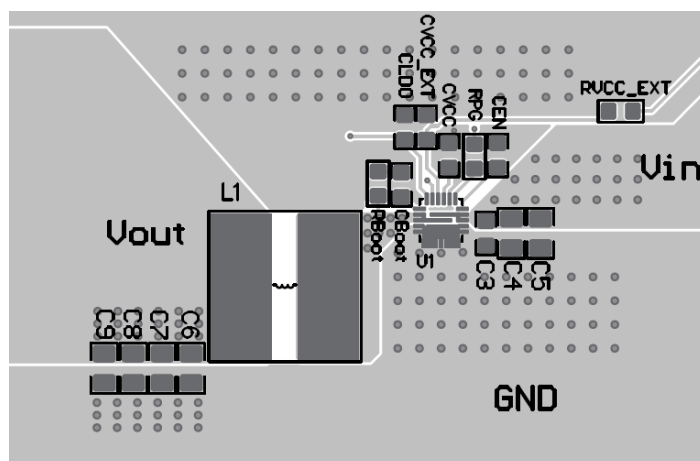 CVCC_EXT
CLDO
CVCC
RPG
CEN
RVCC_EXT
Vin
L1
Vout
RBoot
CBoot
U1
C3
C4
C5
C9
C8
C7
C6
GND